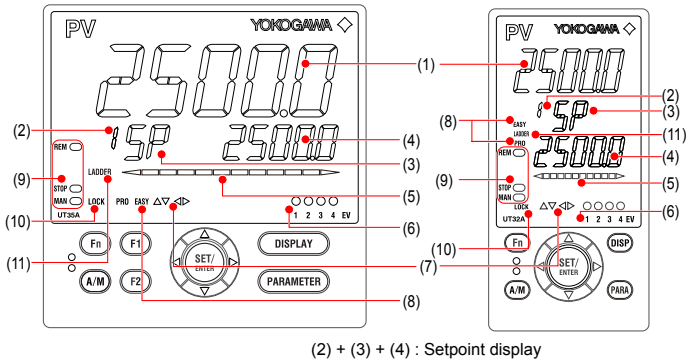 PV YOKOGAWA
2500.0
(1)
(2) 1 SP 2500.0 (4)
(3)
REM
(9) LADDER
(5)
STOP
MAN LOCK PRO EASY
(10)
UT35A 1 2 3 4 EV (6)
Fn F1 SET/ENTER DISPLAY
(7)
A/M F2 PARAMETER
(11) (8)
PV YOKOGAWA
2500.0
(2)
1 SP (3)
(8) EASY
LADDER (11)
PRO
2500.0 (4)
REM
(9)
(5)
STOP
MAN
LOCK
(6)
UT32A 1 2 3 4 EV
(10) Fn DISP
SET/ENTER
A/M PARA
(2) + (3) + (4) : Setpoint display